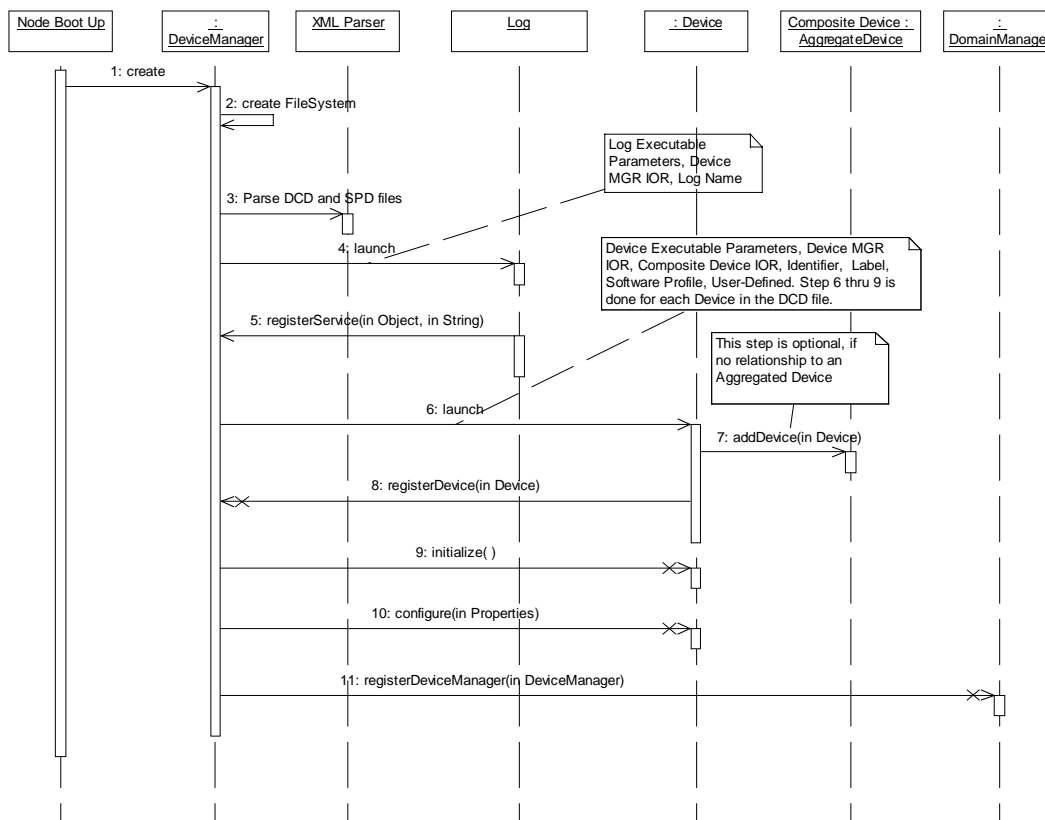 Node Boot Up
:
DeviceManager
XML Parser
Log
: Device
Composite Device :
AggregateDevice
:
DomainManager
1: create
2: create FileSystem
Log Executable
Parameters, Device
MGR IOR, Log Name
3: Parse DCD and SPD files
4: launch
Device Executable Parameters, Device MGR
IOR, Composite Device IOR, Identifier, Label,
Software Profile, User-Defined. Step 6 thru 9 is
done for each Device in the DCD file.
5: registerService(in Object, in String)
This step is optional, if
no relationship to an
Aggregated Device
6: launch
7: addDevice(in Device)
8: registerDevice(in Device)
9: initialize( )
10: configure(in Properties)
11: registerDeviceManager(in DeviceManager)